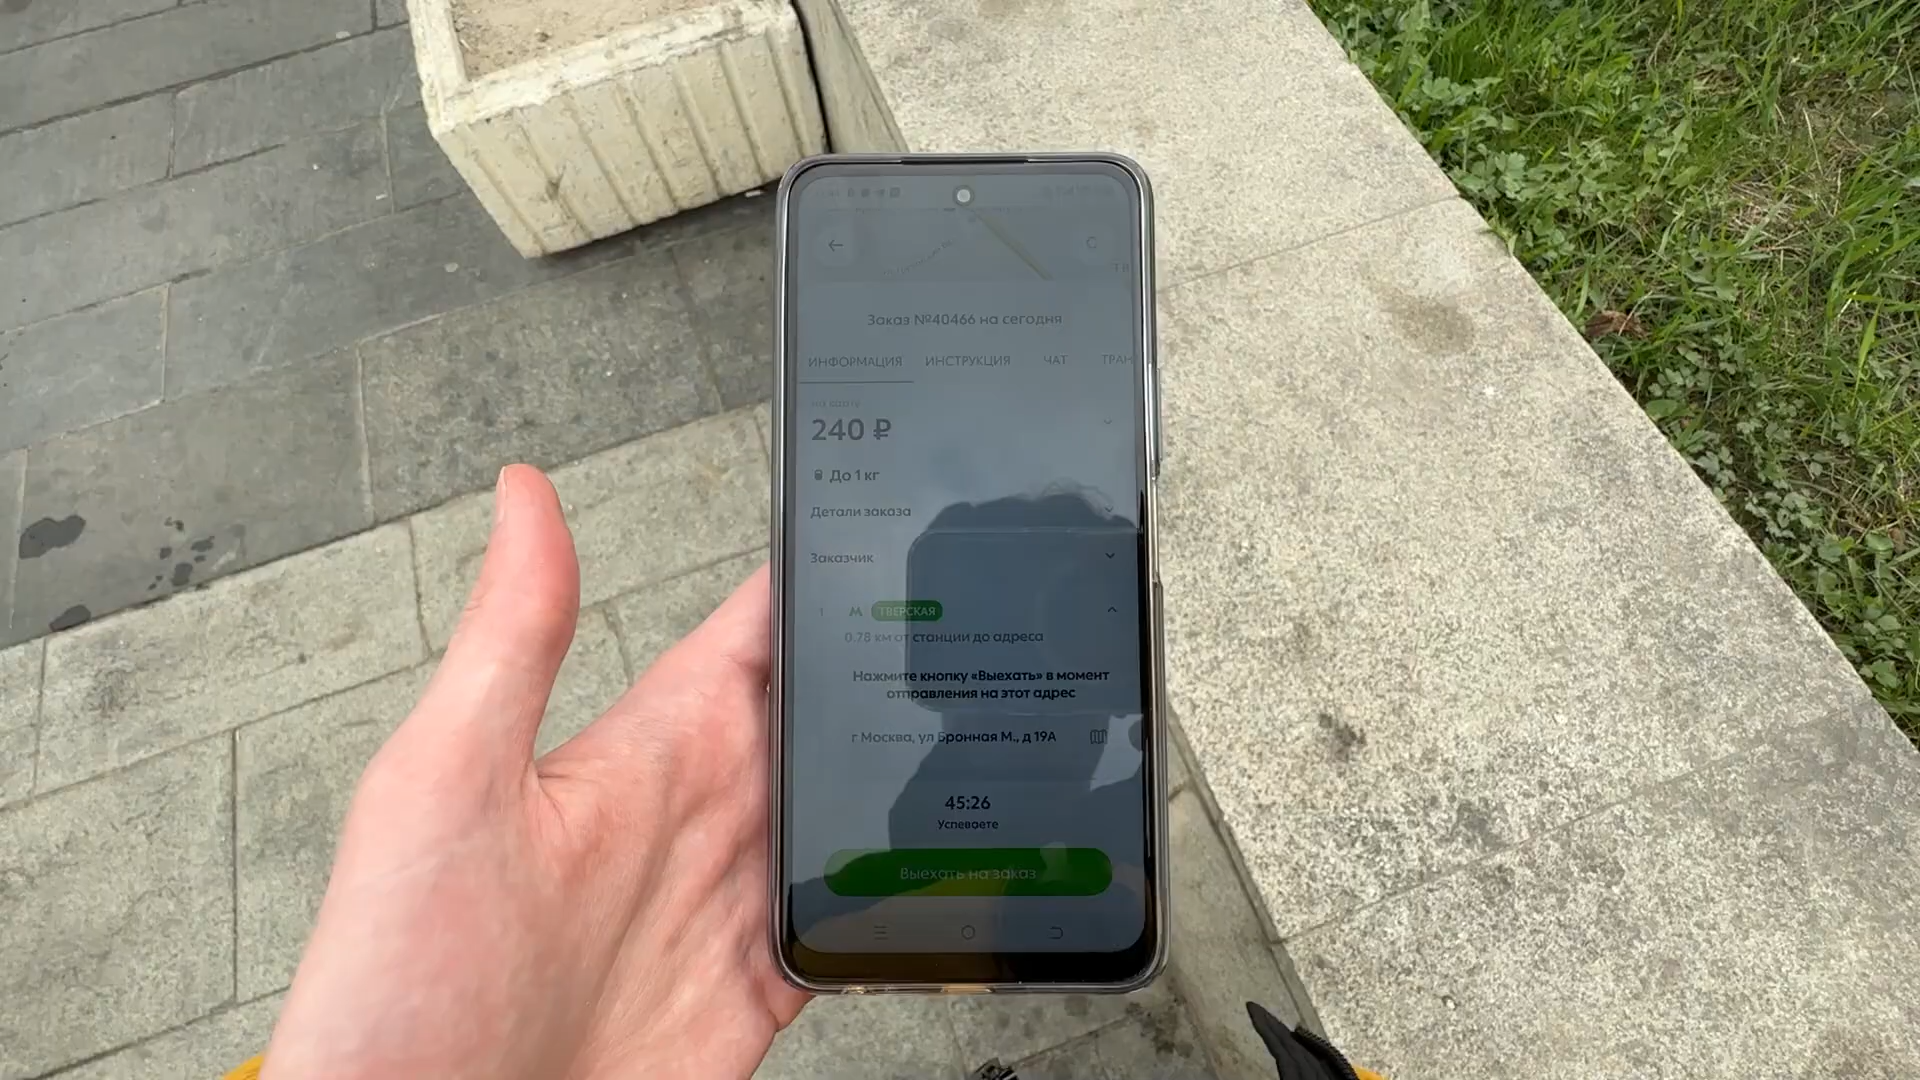 Заказ №40466 на сегодня
ИНФОРМАЦИЯ ИНСТРУКЦИЯ ЧАТ ТРАН
240 ₽
До 1 кг
Детали заказа
Заказчик
1 М ТВЕРСКАЯ
0.78 км от станции до адреса
Нажмите кнопку «Выехать» в момент
отправления на этот адрес
г Москва, ул Бронная М., д 19А
45:26
Успеваете
Выехать на заказ